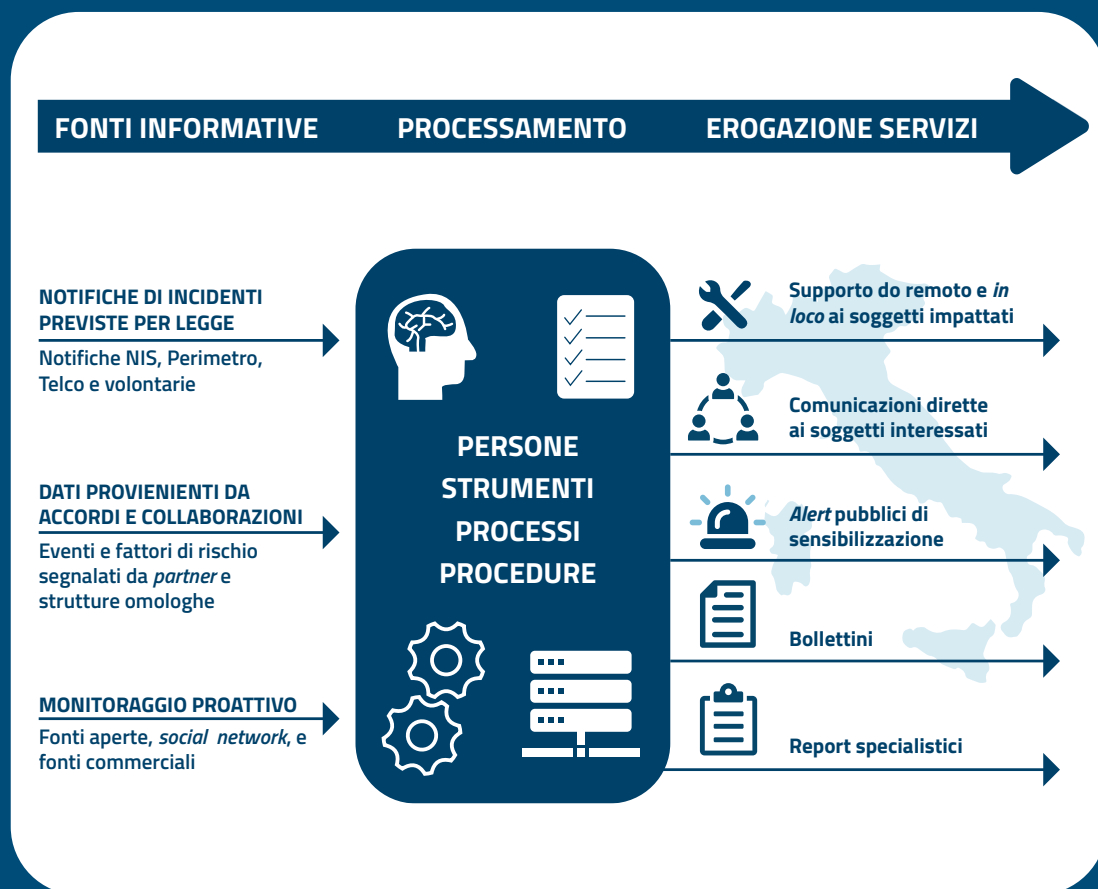 FONTI INFORMATIVE
PROCESSAMENTO
EROGAZIONE SERVIZI
NOTIFICHE DI INCIDENTI
PREVISTE PER LEGGE
Notifiche NIS, Perimetro,
Telco e volontarie
DATI PROVIENIENTI DA
ACCORDI E COLLABORAZIONI
Eventi e fattori di rischio
segnalati da partner e
strutture omologhe
MONITORAGGIO PROATTIVO
Fonti aperte, social network, e
fonti commerciali
PERSONE
STRUMENTI
PROCESSI
PROCEDURE
Supporto do remoto e in
loco ai soggetti impattati
Comunicazioni dirette
ai soggetti interessati
Alert pubblici di
sensibilizzazione
Bollettini
Report specialistici